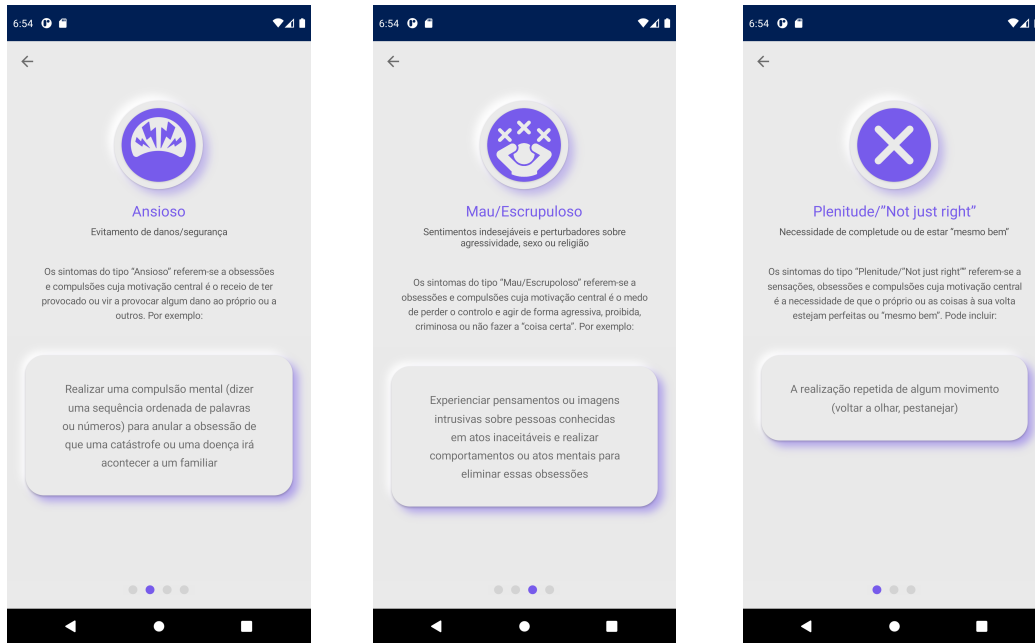 6:54
Ansioso
Evitamento de danos/segurança
Os sintomas do tipo “Ansioso” referem-se a obsessões
e compulsões cuja motivação central é o receio de ter
provocado ou vir a provocar algum dano ao próprio ou a
outros. Por exemplo:
Realizar uma compulsão mental (dizer
uma sequência ordenada de palavras
ou números) para anular a obsessão de
que uma catástrofe ou uma doença irá
acontecer a um familiar
6:54
Mau/Escrupuloso
Sentimentos indesejáveis e perturbadores sobre
agressividade, sexo ou religião
Os sintomas do tipo “Mau/Escrupoloso” referem-se a
obsessões e compulsões cuja motivação central é o medo
de perder o controlo e agir de forma agressiva, proibida,
criminosa ou não fazer a “coisa certa”. Por exemplo:
Experienciar pensamentos ou imagens
intrusivas sobre pessoas conhecidas
em atos inaceitáveis e realizar
comportamentos ou atos mentais para
eliminar essas obsessões
6:54
Plenitude/”Not just right”
Necessidade de completude ou de estar “mesmo bem”
Os sintomas do tipo “Plenitude/“Not just right”” referem-se a
sensações, obsessões e compulsões cuja motivação central
é a necessidade de que o próprio ou as coisas à sua volta
estejam perfeitas ou “mesmo bem”. Pode incluir:
A realização repetida de algum movimento
(voltar a olhar, pestanejar)